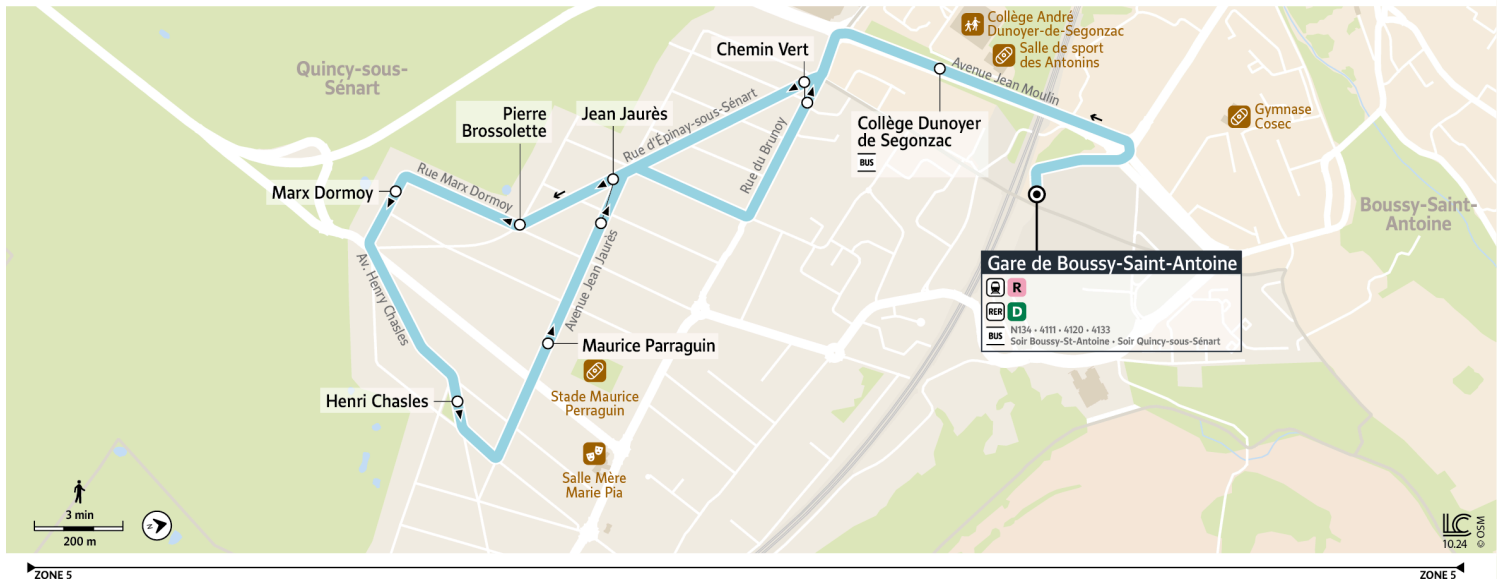 Collège André
Dunoyer-de-Segonzac
Salle de sport
des Antonins
Chemin Vert
Avenue Jean Moulin
Quincy-sous-
Sénart
Pierre
Brossolette
Jean Jaurès
Rue d'Épinay-sous-Sénart
Rue du Brunoy
Collège Dunoyer
de Segonzac
BUS
Gymnase
Cosec
Marx Dormoy
Rue Marx Dormoy
Boussy-Saint-
Antoine
Av. Henry Chasles
Avenue Jean Jaurès
Gare de Boussy-Saint-Antoine
R
RER D
BUS
N134 • 4111 • 4120 • 4133
Soir Boussy-St-Antoine • Soir Quincy-sous-Sénart
Maurice Parraguin
Stade Maurice
Perraguin
Henri Chasles
Salle Mère
Marie Pia
3 min
200 m
N
LC
10.24
© OSM
ZONE 5
ZONE 5